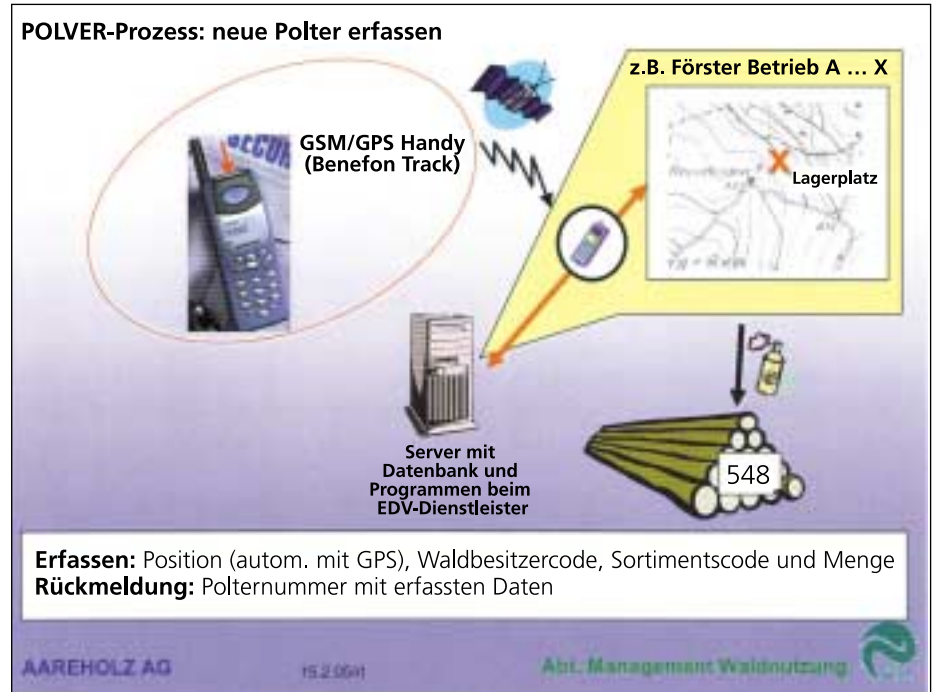 POLVER-Prozess: neue Polter erfassen
z.B. Förster Betrieb A ... X
GSM/GPS Handy
(Benefon Track)
Lagerplatz
Server mit
Datenbank und
Programmen beim
EDV-Dienstleister
548
Erfassen: Position (autom. mit GPS), Waldbesitzercode, Sortimentscode und Menge
Rückmeldung: Polternummer mit erfassten Daten
AAREHOLZ AG
Abt. Management Waldnutzung